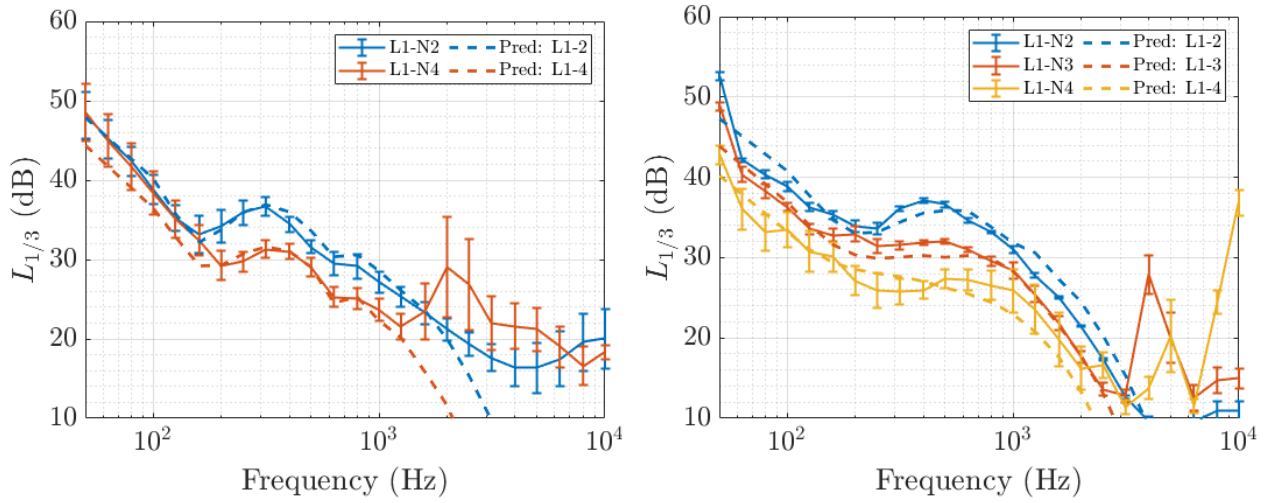 60
50
40
30
20
10
L1/3 (dB)
10^2
10^3
10^4
Frequency (Hz)
L1-N2
Pred: L1-2
L1-N4
Pred: L1-4
60
50
40
30
20
10
L1/3 (dB)
10^2
10^3
10^4
Frequency (Hz)
L1-N2
Pred: L1-2
L1-N3
Pred: L1-3
L1-N4
Pred: L1-4